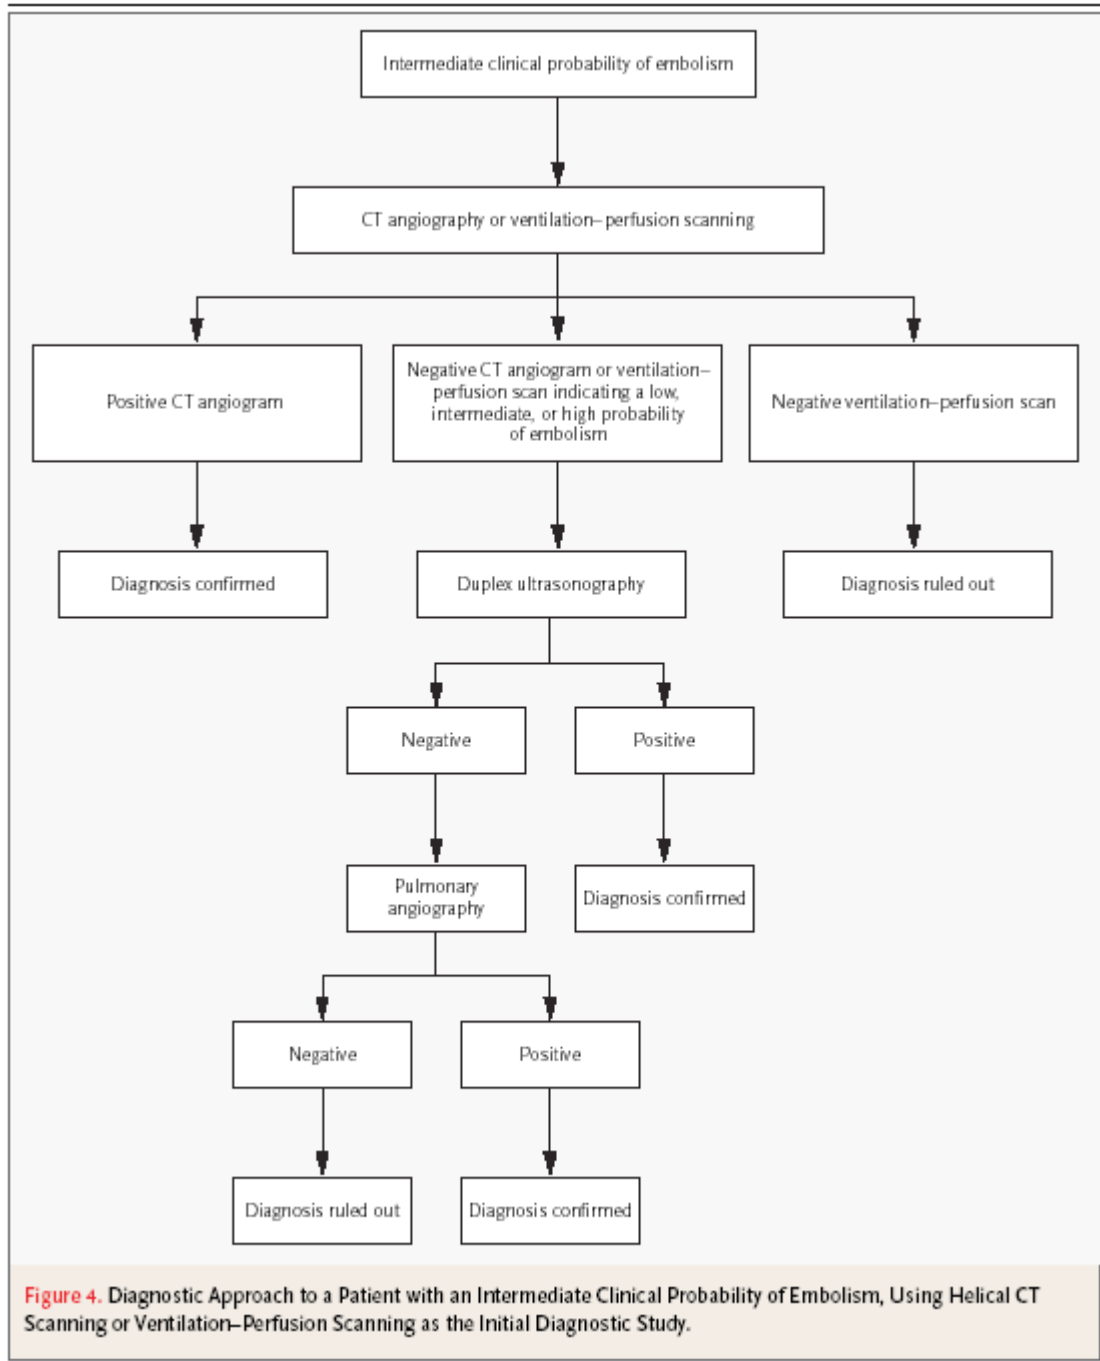 Intermediate clinical probability of embolism
CT angiography or ventilation–perfusion scanning
Positive CT angiogram
Negative CT angiogram or ventilation–
perfusion scan indicating a low,
intermediate, or high probability
of embolism
Negative ventilation–perfusion scan
Diagnosis confirmed
Duplex ultrasonography
Diagnosis ruled out
Negative
Positive
Pulmonary
angiography
Diagnosis confirmed
Negative
Positive
Diagnosis ruled out
Diagnosis confirmed
Figure 4. Diagnostic Approach to a Patient with an Intermediate Clinical Probability of Embolism, Using Helical CT
Scanning or Ventilation–Perfusion Scanning as the Initial Diagnostic Study.